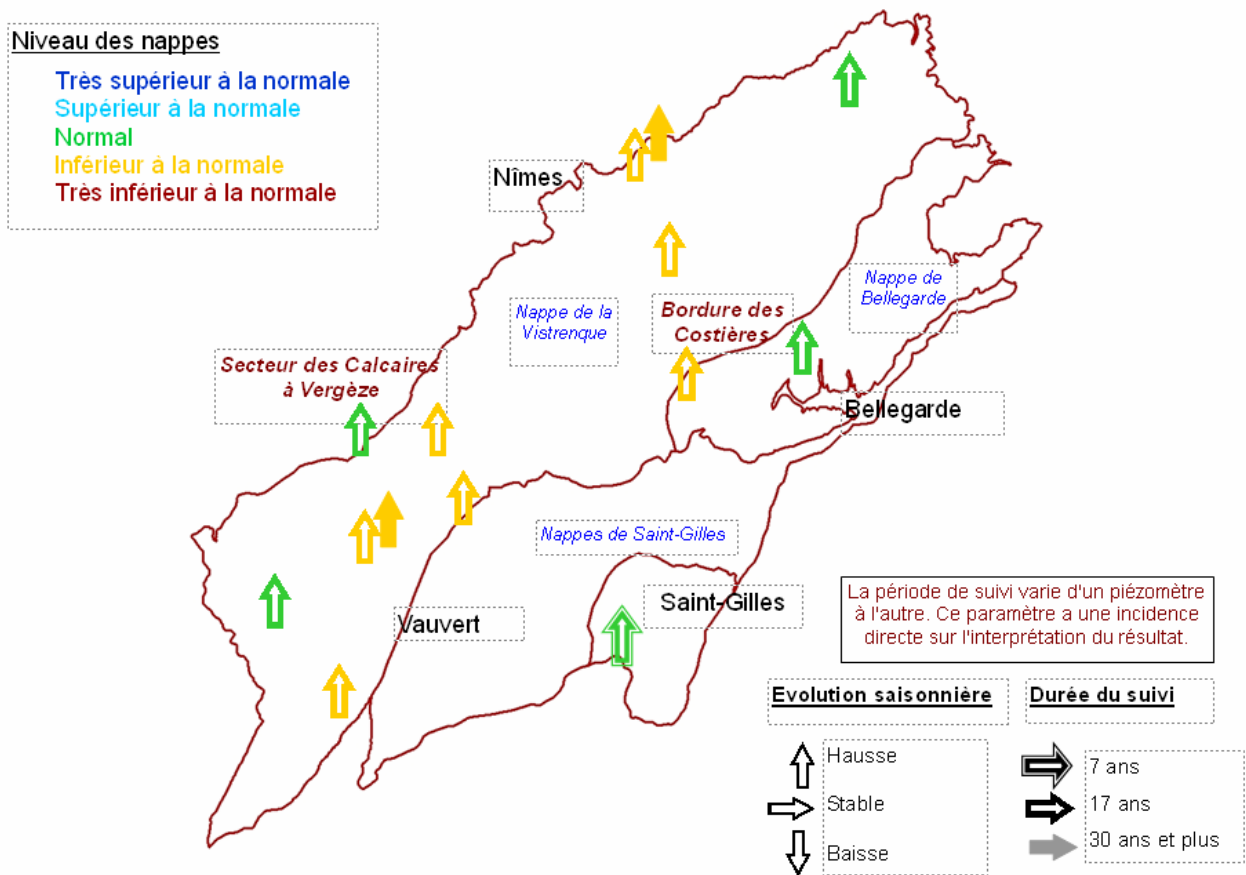 Niveau des nappes
Très supérieur à la normale
Supérieur à la normale
Normal
Inférieur à la normale
Très inférieur à la normale
Nîmes
Nappe de
Bellegarde
Nappe de la
Vistrenque
Bordure des
Costières
Secteur des Calcaires
à Vergèze
Bellegarde
Nappes de Saint-Gilles
Saint-Gilles
Vauvert
La période de suivi varie d'un piézomètre
à l'autre. Ce paramètre a une incidence
directe sur l'interprétation du résultat.
Evolution saisonnière
Hausse
Stable
Baisse
Durée du suivi
7 ans
17 ans
30 ans et plus